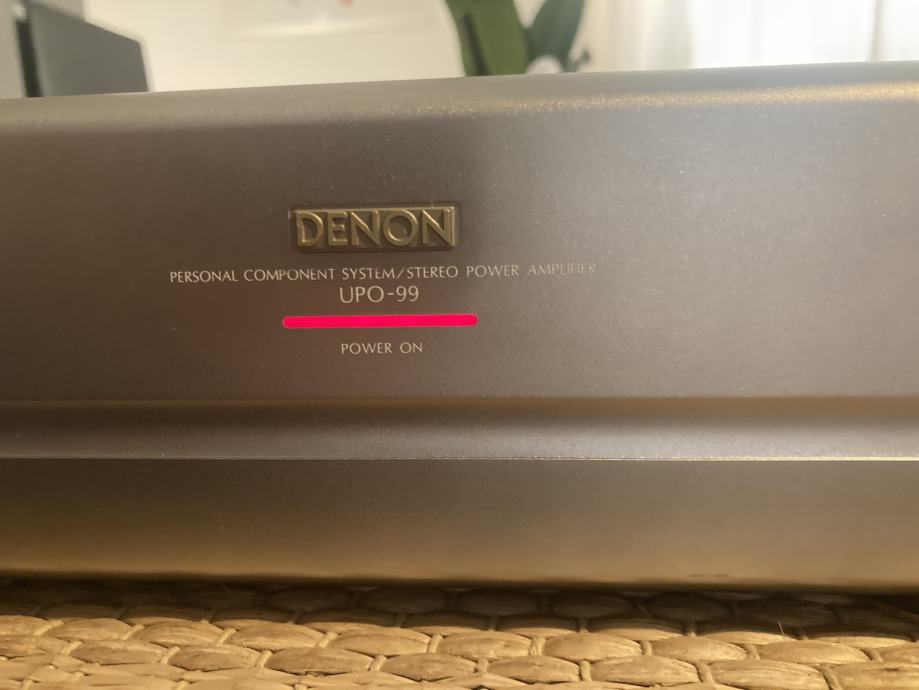 DENON
PERSONAL COMPONENT SYSTEM/STEREO POWER AMPLIFIER
UPO-99
POWER ON